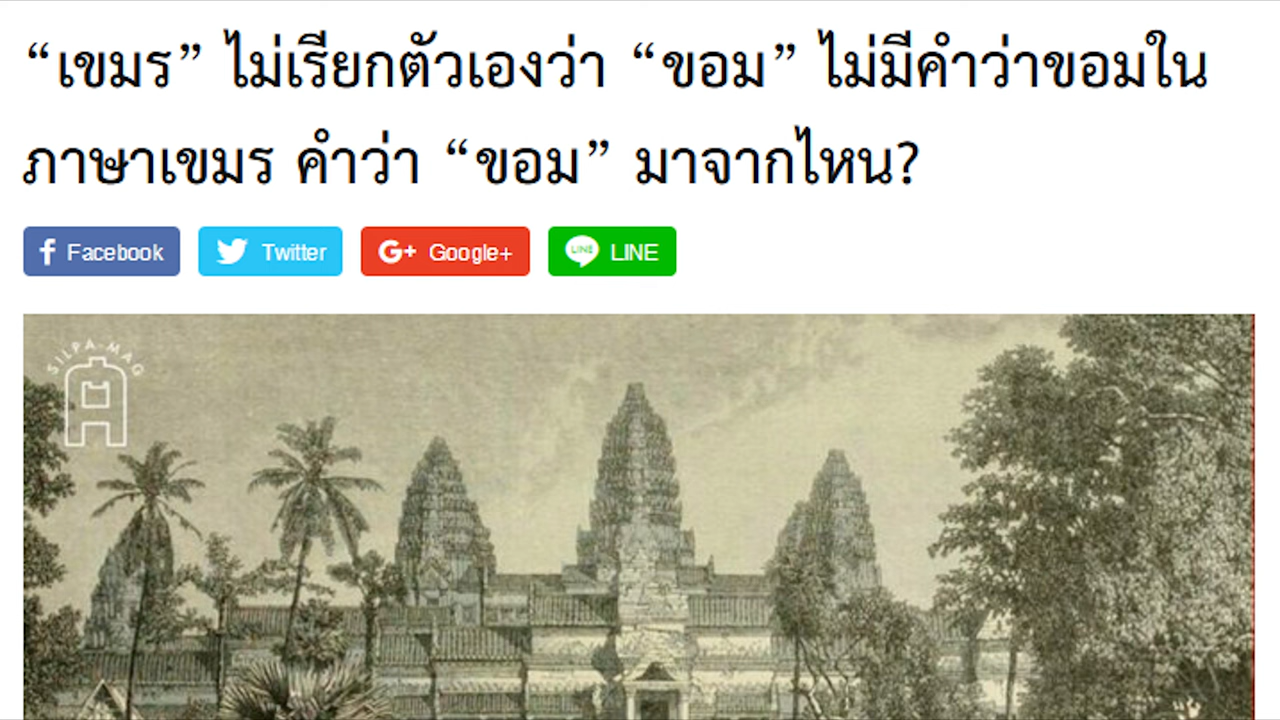 “เขมร” ไม่เรียกตัวเองว่า “ขอม” ไม่มีคำว่าขอมใน
ภาษาเขมร คำว่า “ขอม” มาจากไหน?
Facebook Twitter Google+ LINE
SILPA-MAG